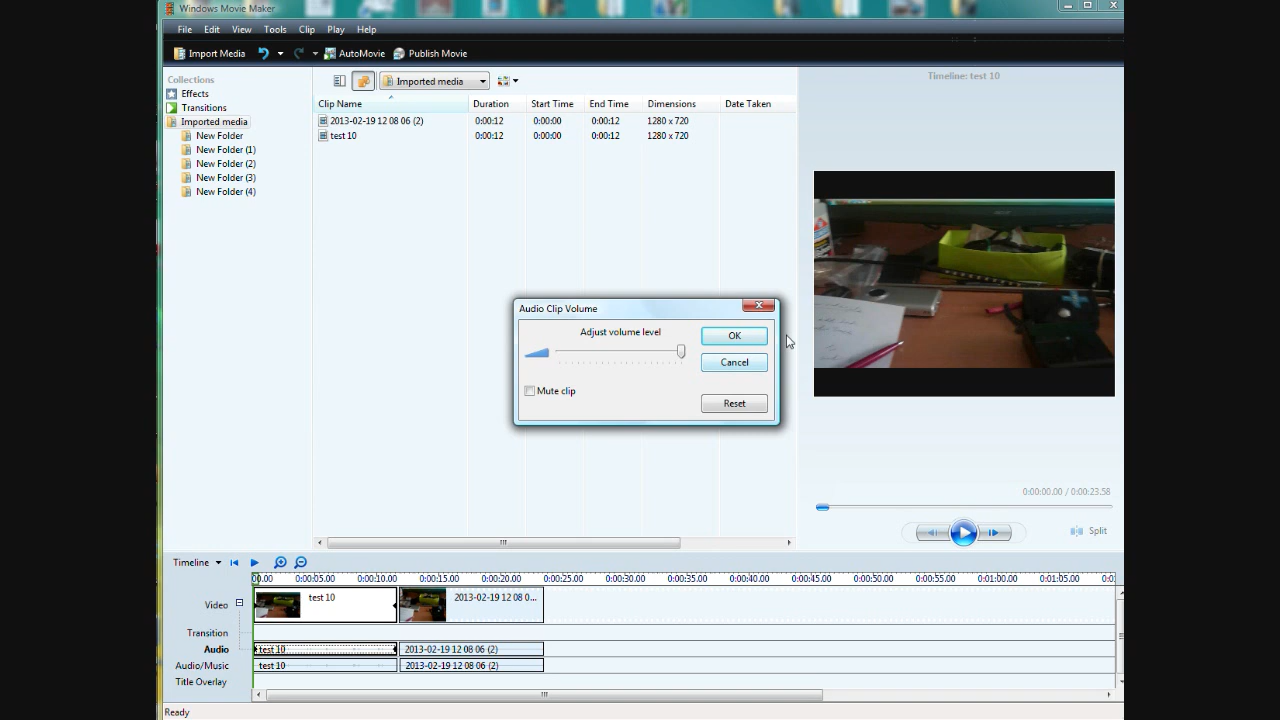 Windows Movie Maker
File Edit View Tools Clip Play Help
Import Media AutoMovie Publish Movie
Collections
Effects
Transitions
Imported media
New Folder
New Folder (1)
New Folder (2)
New Folder (3)
New Folder (4)
Imported media
Clip Name Duration Start Time End Time Dimensions Date Taken
2013-02-19 12 08 06 (2) 0:00:12 0:00:00 0:00:12 1280 x 720
test 10 0:00:12 0:00:00 0:00:12 1280 x 720
Timeline: test 10
Audio Clip Volume
Adjust volume level
OK
Cancel
Mute clip
Reset
0:00:00.00 / 0:00:23.58
Split
Timeline
00.00 0:00:05.00 0:00:10.00 0:00:15.00 0:00:20.00 0:00:25.00 0:00:30.00 0:00:35.00 0:00:40.00 0:00:45.00 0:00:50.00 0:00:55.00 0:01:00.00 0:01:05.00
Video test 10 2013-02-19 12 08 0...
Transition
Audio test 10 2013-02-19 12 08 06 (2)
Audio/Music test 10 2013-02-19 12 08 06 (2)
Title Overlay
Ready